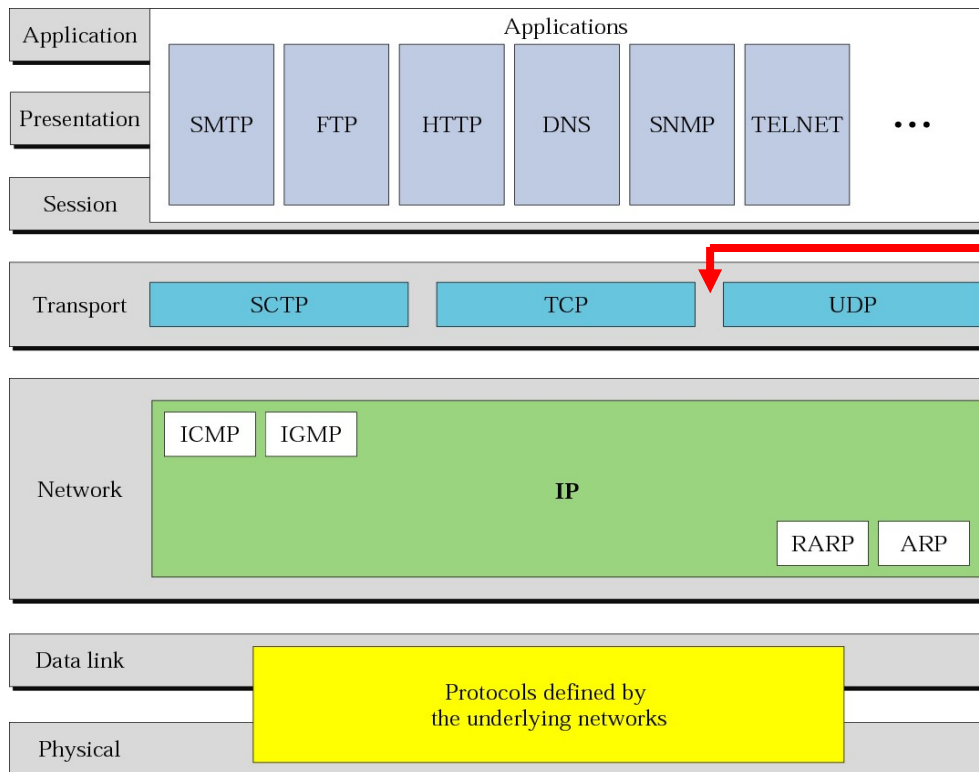 Application
Applications
Presentation
SMTP FTP HTTP DNS SNMP TELNET ...
Session
Transport
SCTP TCP UDP
Network
ICMP IGMP
IP
RARP ARP
Data link
Protocols defined by
the underlying networks
Physical